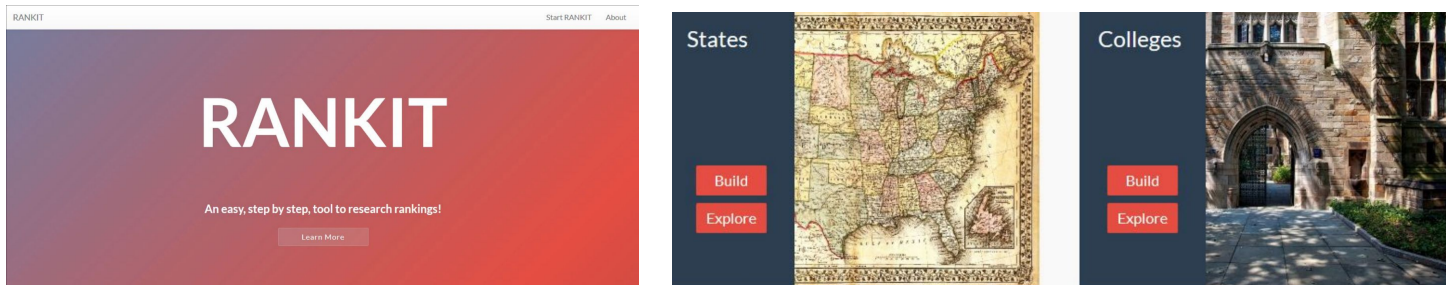 RANKIT
Start RANKIT About
RANKIT
An easy, step by step, tool to research rankings!
Learn More
States
Build
Explore
Colleges
Build
Explore